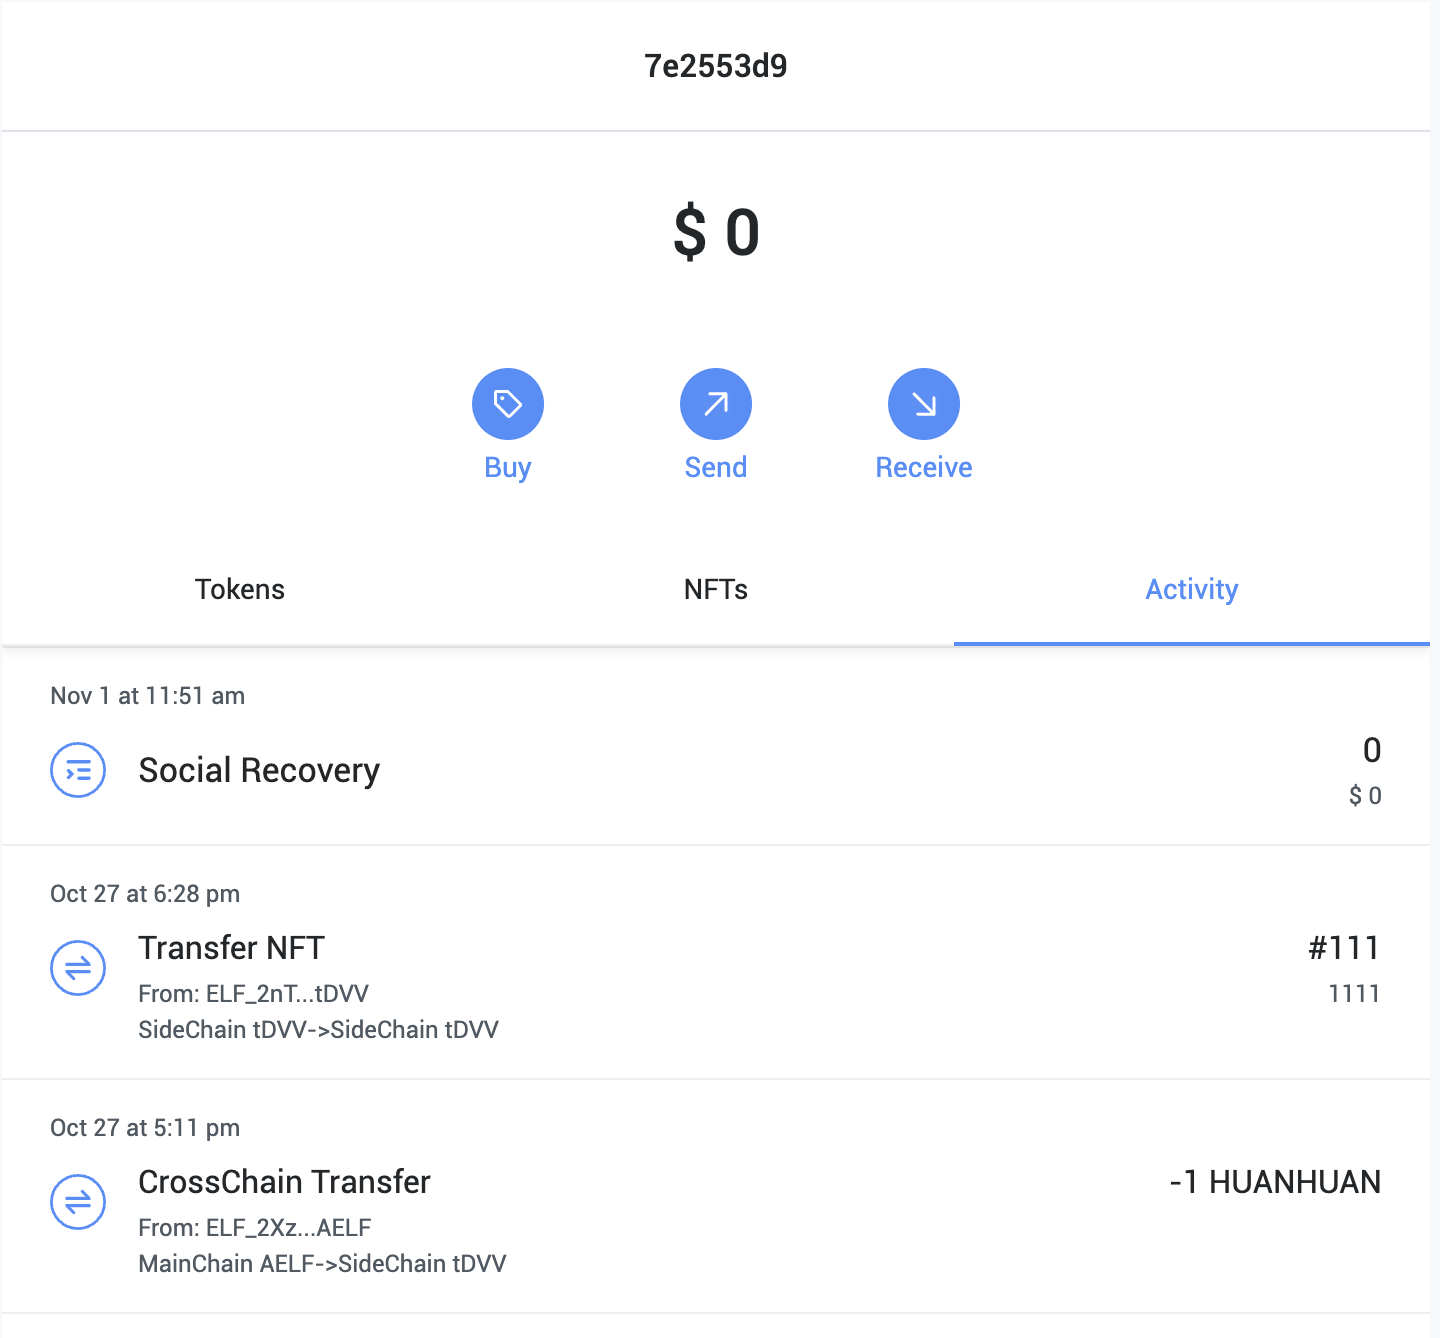 7e2553d9
$ 0
Buy
Send
Receive
Tokens
NFTs
Activity
Nov 1 at 11:51 am
Social Recovery
0
$ 0
Oct 27 at 6:28 pm
Transfer NFT
#111
From: ELF_2nT...tDVV
1111
SideChain tDVV->SideChain tDVV
Oct 27 at 5:11 pm
CrossChain Transfer
-1 HUANHUAN
From: ELF_2Xz...AELF
MainChain AELF->SideChain tDVV